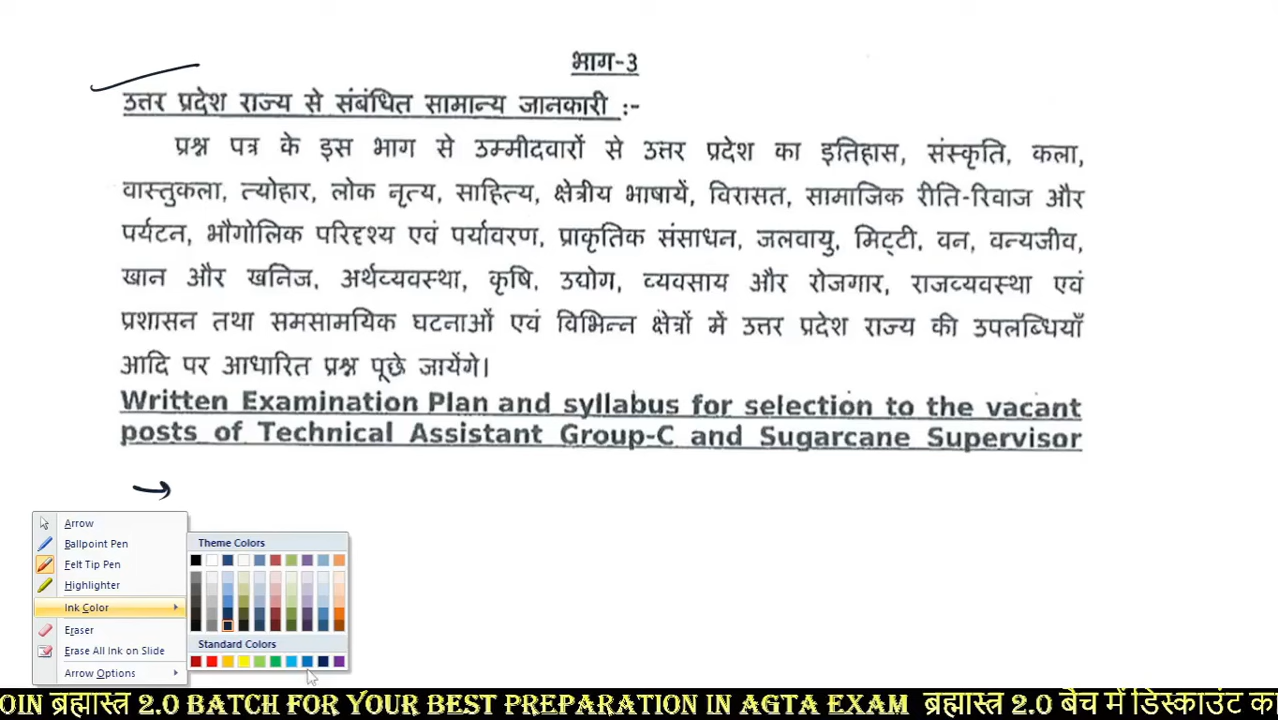 भाग-3
उत्तर प्रदेश राज्य से संबंधित सामान्य जानकारी :-
प्रश्न पत्र के इस भाग से उम्मीदवारों से उत्तर प्रदेश का इतिहास, संस्कृति, कला,
वास्तुकला, त्योहार, लोक नृत्य, साहित्य, क्षेत्रीय भाषायें, विरासत, सामाजिक रीति-रिवाज और
पर्यटन, भौगोलिक परिदृश्य एवं पर्यावरण, प्राकृतिक संसाधन, जलवायु, मिट्टी, वन, वन्यजीव,
खान और खनिज, अर्थव्यवस्था, कृषि, उद्योग, व्यवसाय और रोजगार, राजव्यवस्था एवं
प्रशासन तथा समसामयिक घटनाओं एवं विभिन्न क्षेत्रों में उत्तर प्रदेश राज्य की उपलब्धियाँ
आदि पर आधारित प्रश्न पूछे जायेंगे।
Written Examination Plan and syllabus for selection to the vacant
posts of Technical Assistant Group-C and Sugarcane Supervisor
Arrow
Ballpoint Pen
Felt Tip Pen
Highlighter
Ink Color
Eraser
Erase All Ink on Slide
Arrow Options
Theme Colors
Standard Colors
OIN ब्रह्मास्त्र 2.0 BATCH FOR YOUR BEST PREPARATION IN AGTA EXAM ब्रह्मास्त्र 2.0 बैच में डिस्काउंट क